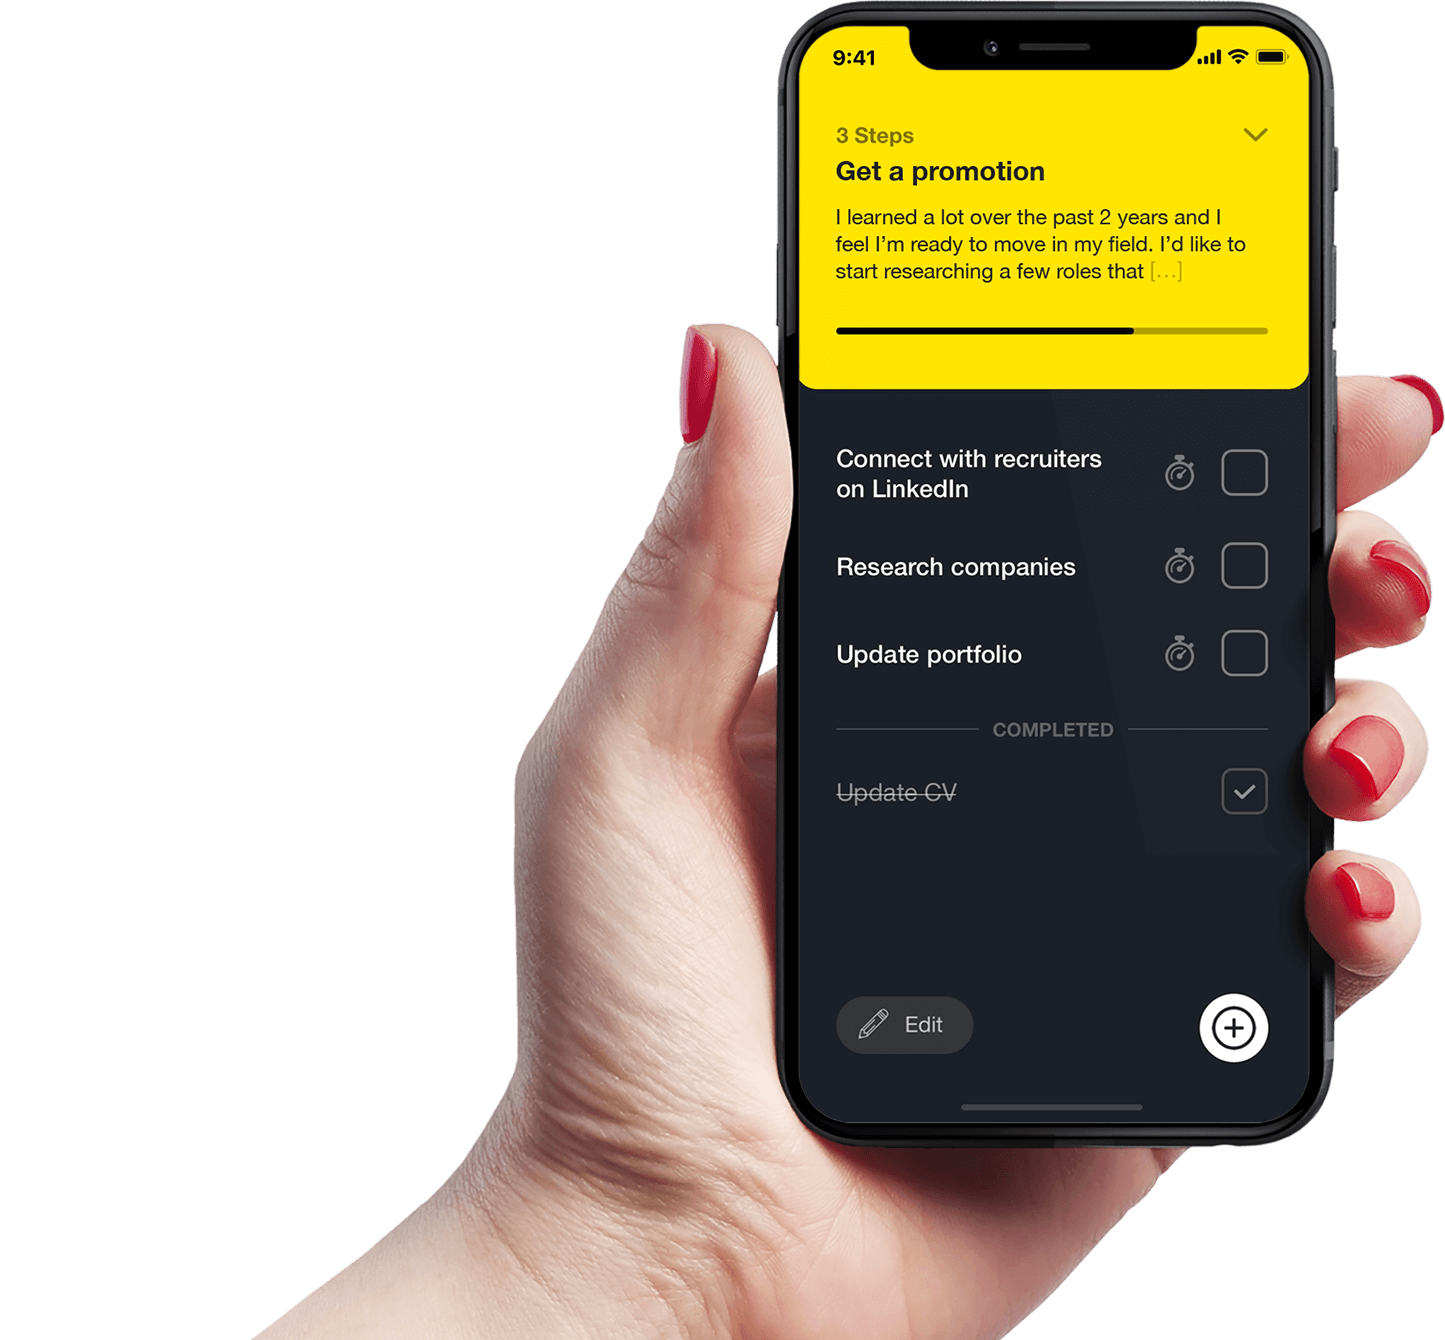 9:41
3 Steps
Get a promotion
I learned a lot over the past 2 years and I
feel I’m ready to move in my field. I’d like to
start researching a few roles that [...]
Connect with recruiters
on LinkedIn
Research companies
Update portfolio
COMPLETED
Update CV
Edit